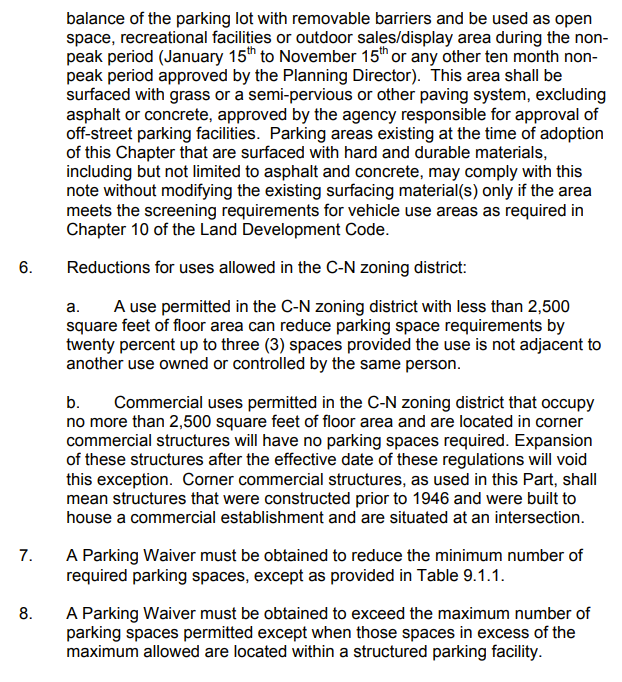 balance of the parking lot with removable barriers and be used as open
space, recreational facilities or outdoor sales/display area during the non-
peak period (January 15th to November 15th or any other ten month non-
peak period approved by the Planning Director).  This area shall be
surfaced with grass or a semi-pervious or other paving system, excluding
asphalt or concrete, approved by the agency responsible for approval of
off-street parking facilities.  Parking areas existing at the time of adoption
of this Chapter that are surfaced with hard and durable materials,
including but not limited to asphalt and concrete, may comply with this
note without modifying the existing surfacing material(s) only if the area
meets the screening requirements for vehicle use areas as required in
Chapter 10 of the Land Development Code.
6. Reductions for uses allowed in the C-N zoning district:
a. A use permitted in the C-N zoning district with less than 2,500
square feet of floor area can reduce parking space requirements by
twenty percent up to three (3) spaces provided the use is not adjacent to
another use owned or controlled by the same person.
b. Commercial uses permitted in the C-N zoning district that occupy
no more than 2,500 square feet of floor area and are located in corner
commercial structures will have no parking spaces required. Expansion
of these structures after the effective date of these regulations will void
this exception.  Corner commercial structures, as used in this Part, shall
mean structures that were constructed prior to 1946 and were built to
house a commercial establishment and are situated at an intersection.
7. A Parking Waiver must be obtained to reduce the minimum number of
required parking spaces, except as provided in Table 9.1.1.
8. A Parking Waiver must be obtained to exceed the maximum number of
parking spaces permitted except when those spaces in excess of the
maximum allowed are located within a structured parking facility.